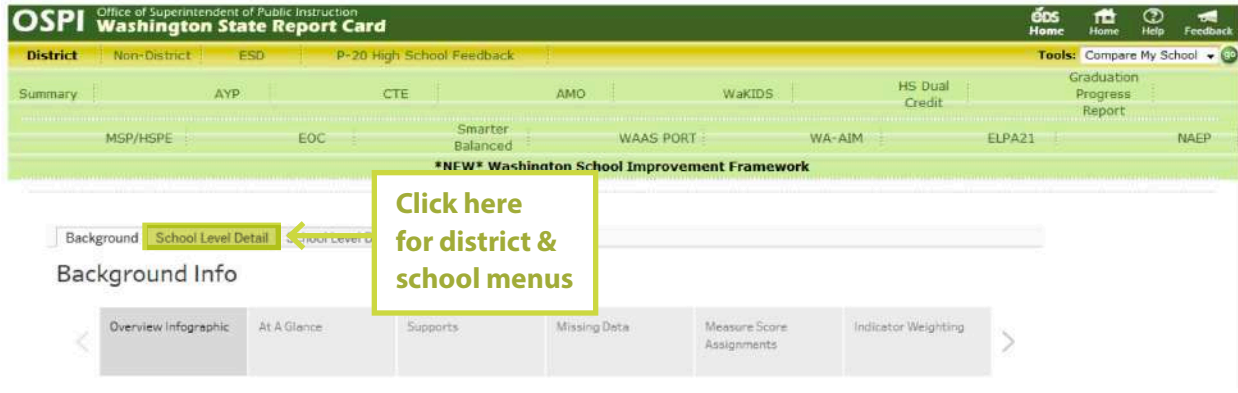 OSPI Office of Superintendent of Public Instruction
Washington State Report Card
EDS Home Home Help Feedback
District Non-District ESD P-20 High School Feedback Tools: Compare My School go
Summary AYP CTE AMO WaKIDS HS Dual Credit Graduation Progress Report
MSP/HSPE EOC Smarter Balanced WAAS PORT WA-AIM ELPA21 NAEP
*NEW* Washington School Improvement Framework
Click here
for district &
school menus
Background School Level Detail School Level D
Background Info
Overview Infographic At A Glance Supports Missing Data Measure Score Assignments Indicator Weighting